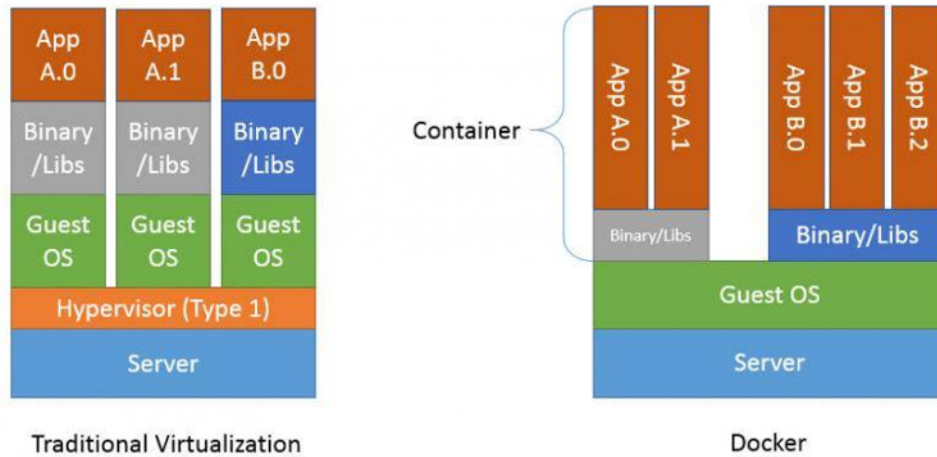 App
A.0
App
A.1
App
B.0
Binary
/Libs
Binary
/Libs
Binary
/Libs
Guest
OS
Guest
OS
Guest
OS
Hypervisor (Type 1)
Server
Traditional Virtualization
Container
App A.0
App A.1
App B.0
App B.1
App B.2
Binary/Libs
Binary/Libs
Guest OS
Server
Docker